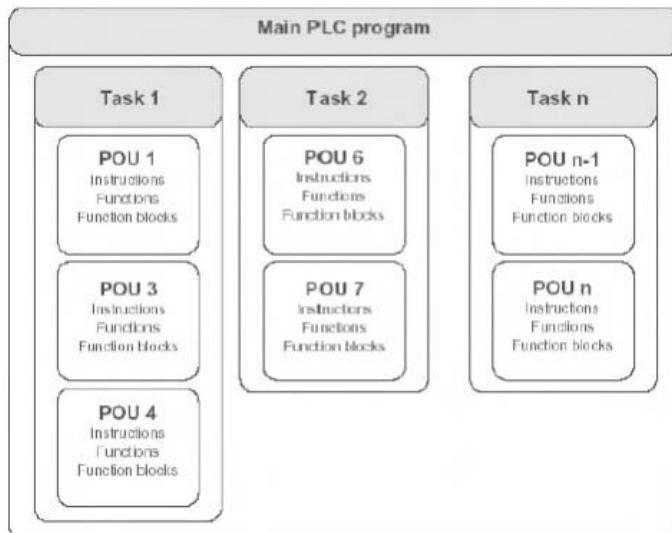 Main PLC program
Task 1
POU 1
Instructions
Functions
Function blocks
POU 3
Instructions
Functions
Function blocks
POU 4
Instructions
Functions
Function blocks
Task 2
POU 6
Instructions
Functions
Function blocks
POU 7
Instructions
Functions
Function blocks
Task n
POU n-1
Instructions
Functions
Function blocks
POU n
Instructions
Functions
Function blocks